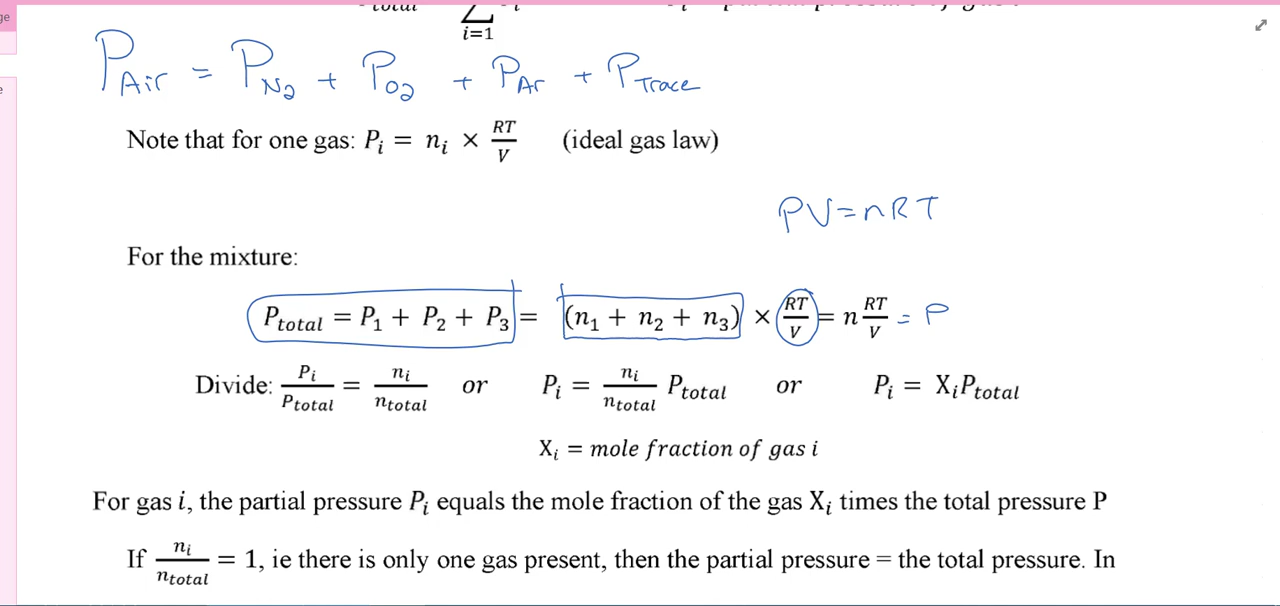 i=1
P_Air = P_N2 + P_O2 + P_Ar + P_Trace
Note that for one gas: P_i = n_i × RT/V (ideal gas law)
PV=nRT
For the mixture:
P_total = P_1 + P_2 + P_3 = (n_1 + n_2 + n_3) × RT/V = n RT/V = P
Divide: P_i/P_total = n_i/n_total or P_i = n_i/n_total P_total or P_i = X_i P_total
X_i = mole fraction of gas i
For gas i, the partial pressure P_i equals the mole fraction of the gas X_i times the total pressure P
If n_i/n_total = 1, ie there is only one gas present, then the partial pressure = the total pressure. In